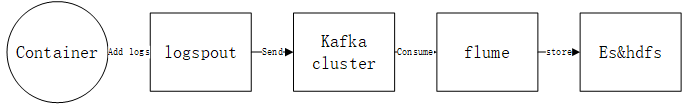 Container
Add logs
logspout
Send
Kafka
cluster
Consume
flume
store
Es&hdfs